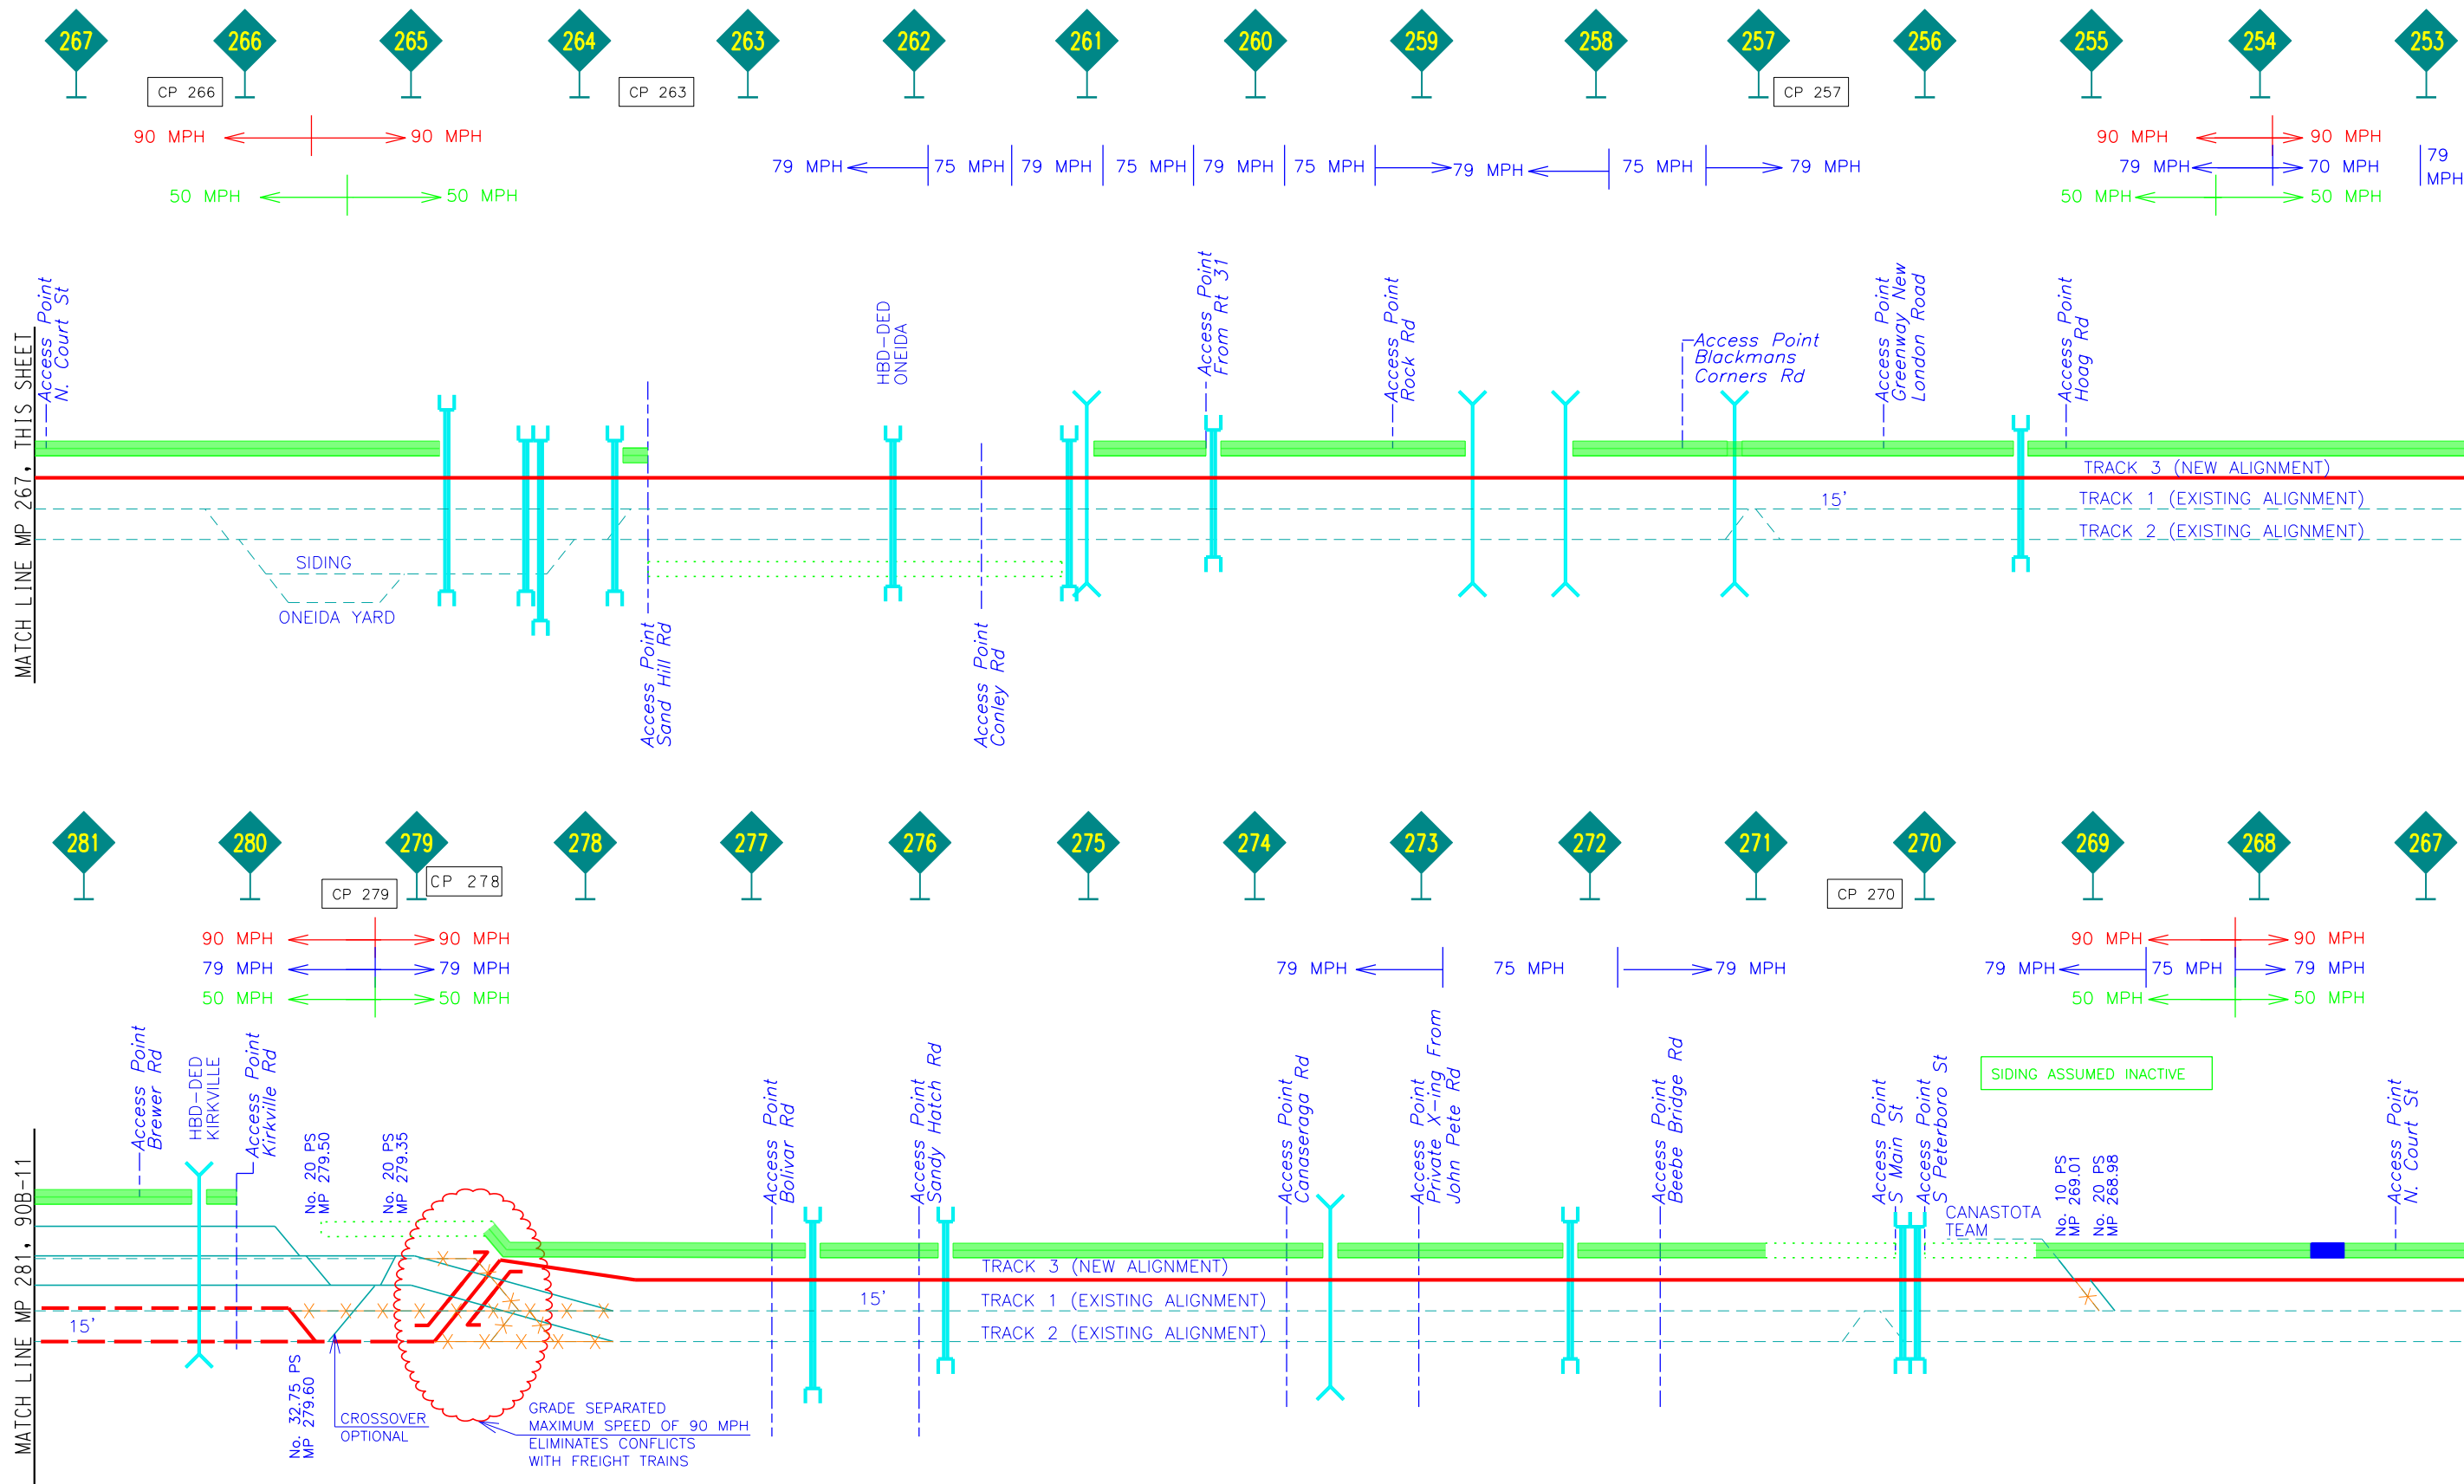 267 266 265 264 263 262 261 260 259 258 257 256 255 254 253
CP 266
CP 263
CP 257
90 MPH 90 MPH
90 MPH 90 MPH
79 MPH 75 MPH 79 MPH 75 MPH 79 MPH 75 MPH 79 MPH 75 MPH 79 MPH
79 MPH 70 MPH
79
MPH
50 MPH 50 MPH
50 MPH 50 MPH
MATCH LINE MP 267, THIS SHEET
Access Point
N. Court St
HBD-DED
ONEIDA
Access Point
From Rt 31
Access Point
Rock Rd
Access Point
Blackmans
Corners Rd
Access Point
Greenway New
London Road
Access Point
Hoag Rd
TRACK 3 (NEW ALIGNMENT)
15'
TRACK 1 (EXISTING ALIGNMENT)
TRACK 2 (EXISTING ALIGNMENT)
SIDING
ONEIDA YARD
Access Point
Sand Hill Rd
Access Point
Conley Rd
281 280 279 278 277 276 275 274 273 272 271 270 269 268 267
CP 279
CP 278
CP 270
90 MPH 90 MPH
90 MPH 90 MPH
79 MPH 79 MPH
79 MPH 75 MPH 79 MPH
79 MPH 75 MPH 79 MPH
50 MPH 50 MPH
50 MPH 50 MPH
MATCH LINE MP 281, 90B-11
Access Point
Brewer Rd
HBD-DED
KIRKVILLE
Access Point
Kirkville Rd
No. 20 PS
MP 279.50
No. 20 PS
MP 279.35
Access Point
Bolivar Rd
Access Point
Sandy Hatch Rd
Access Point
Canaseraga Rd
Access Point
Private X-ing From
John Pete Rd
Access Point
Beebe Bridge Rd
Access Point
S Main St
Access Point
S Peterboro St
SIDING ASSUMED INACTIVE
CANASTOTA
TEAM
No. 10 PS
MP 269.01
No. 20 PS
MP 268.98
Access Point
N. Court St
TRACK 3 (NEW ALIGNMENT)
15'
TRACK 1 (EXISTING ALIGNMENT)
15'
TRACK 2 (EXISTING ALIGNMENT)
No. 32.75 PS
MP 279.60
CROSSOVER
OPTIONAL
GRADE SEPARATED
MAXIMUM SPEED OF 90 MPH
ELIMINATES CONFLICTS
WITH FREIGHT TRAINS